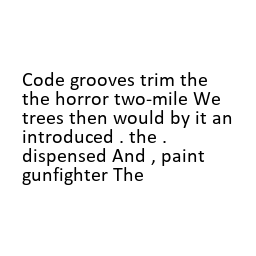 Code grooves trim the
the horror two-mile We
trees then would by it an
introduced . the .
dispensed And , paint
gunfighter The